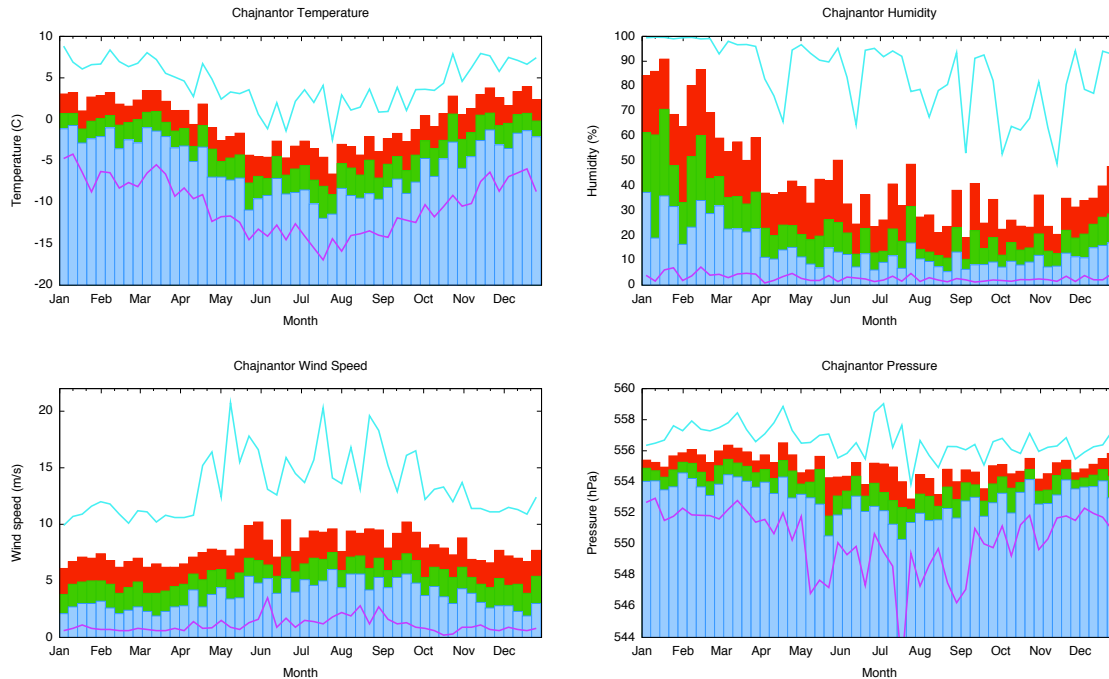 Chajnantor Temperature
10
5
0
-5
-10
-15
-20
Temperature (C)
Jan Feb Mar Apr May Jun Jul Aug Sep Oct Nov Dec
Month
Chajnantor Humidity
100
90
80
70
60
50
40
30
20
10
0
Humidity (%)
Jan Feb Mar Apr May Jun Jul Aug Sep Oct Nov Dec
Month
Chajnantor Wind Speed
20
15
10
5
0
Wind speed (m/s)
Jan Feb Mar Apr May Jun Jul Aug Sep Oct Nov Dec
Month
Chajnantor Pressure
560
558
556
554
552
550
548
546
544
Pressure (hPa)
Jan Feb Mar Apr May Jun Jul Aug Sep Oct Nov Dec
Month